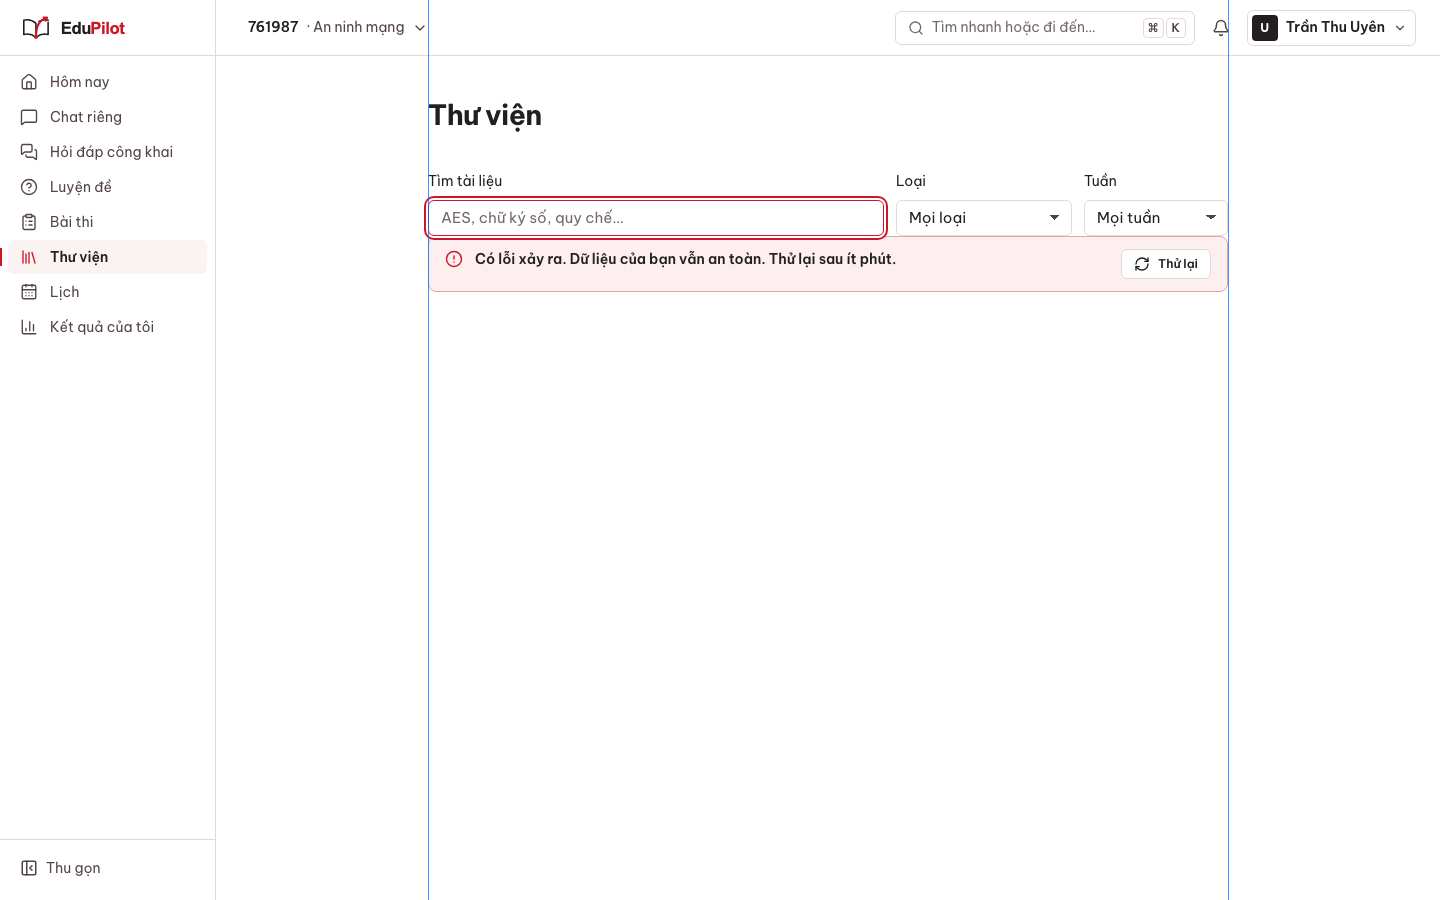 EduPilot
761987 · An ninh mạng
Tìm nhanh hoặc đi đến...
⌘ K
U Trần Thu Uyên
Hôm nay
Chat riêng
Hỏi đáp công khai
Luyện đề
Bài thi
Thư viện
Lịch
Kết quả của tôi
Thu gọn
Thư viện
Tìm tài liệu
Loại
Tuần
AES, chữ ký số, quy chế...
Mọi loại
Mọi tuần
Có lỗi xảy ra. Dữ liệu của bạn vẫn an toàn. Thử lại sau ít phút.
Thử lại